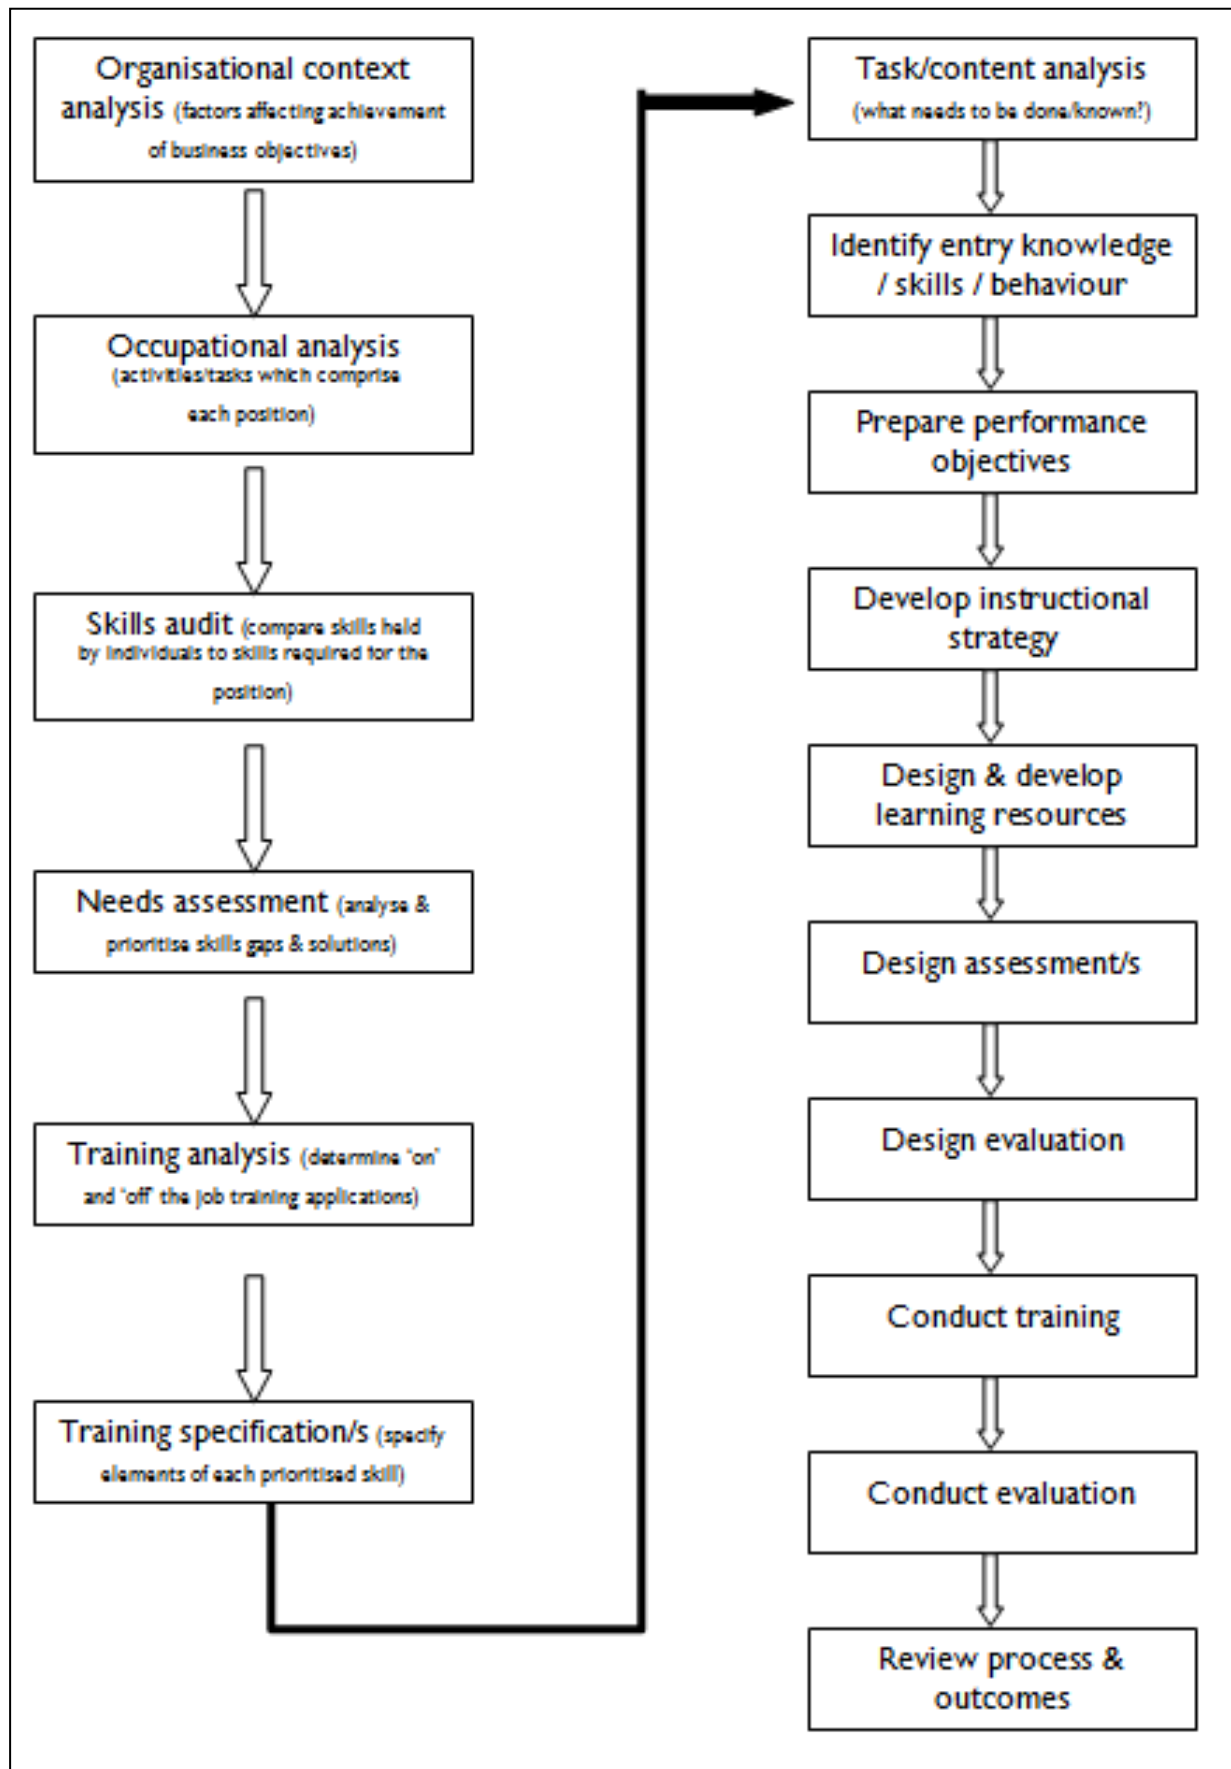 Organisational context
analysis (factors affecting achievement
of business objectives)
Occupational analysis
(activities/tasks which comprise
each position)
Skills audit (compare skills held
by individuals to skills required for the
position)
Needs assessment (analyse &
prioritise skills gaps & solutions)
Training analysis (determine 'on'
and 'off' the job training applications)
Training specification/s (specify
elements of each prioritised skill)
Task/content analysis
(what needs to be done/known?)
Identify entry knowledge
/ skills / behaviour
Prepare performance
objectives
Develop instructional
strategy
Design & develop
learning resources
Design assessment/s
Design evaluation
Conduct training
Conduct evaluation
Review process &
outcomes